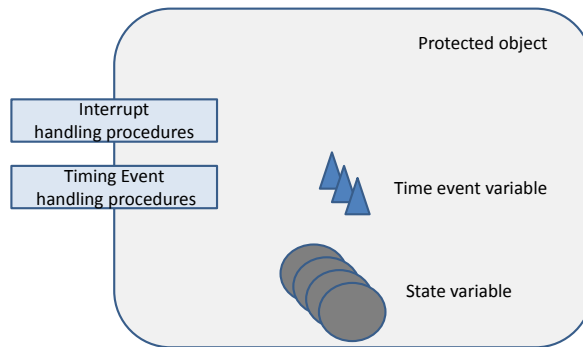 Protected object
Interrupt
handling procedures
Timing Event
handling procedures
Time event variable
State variable